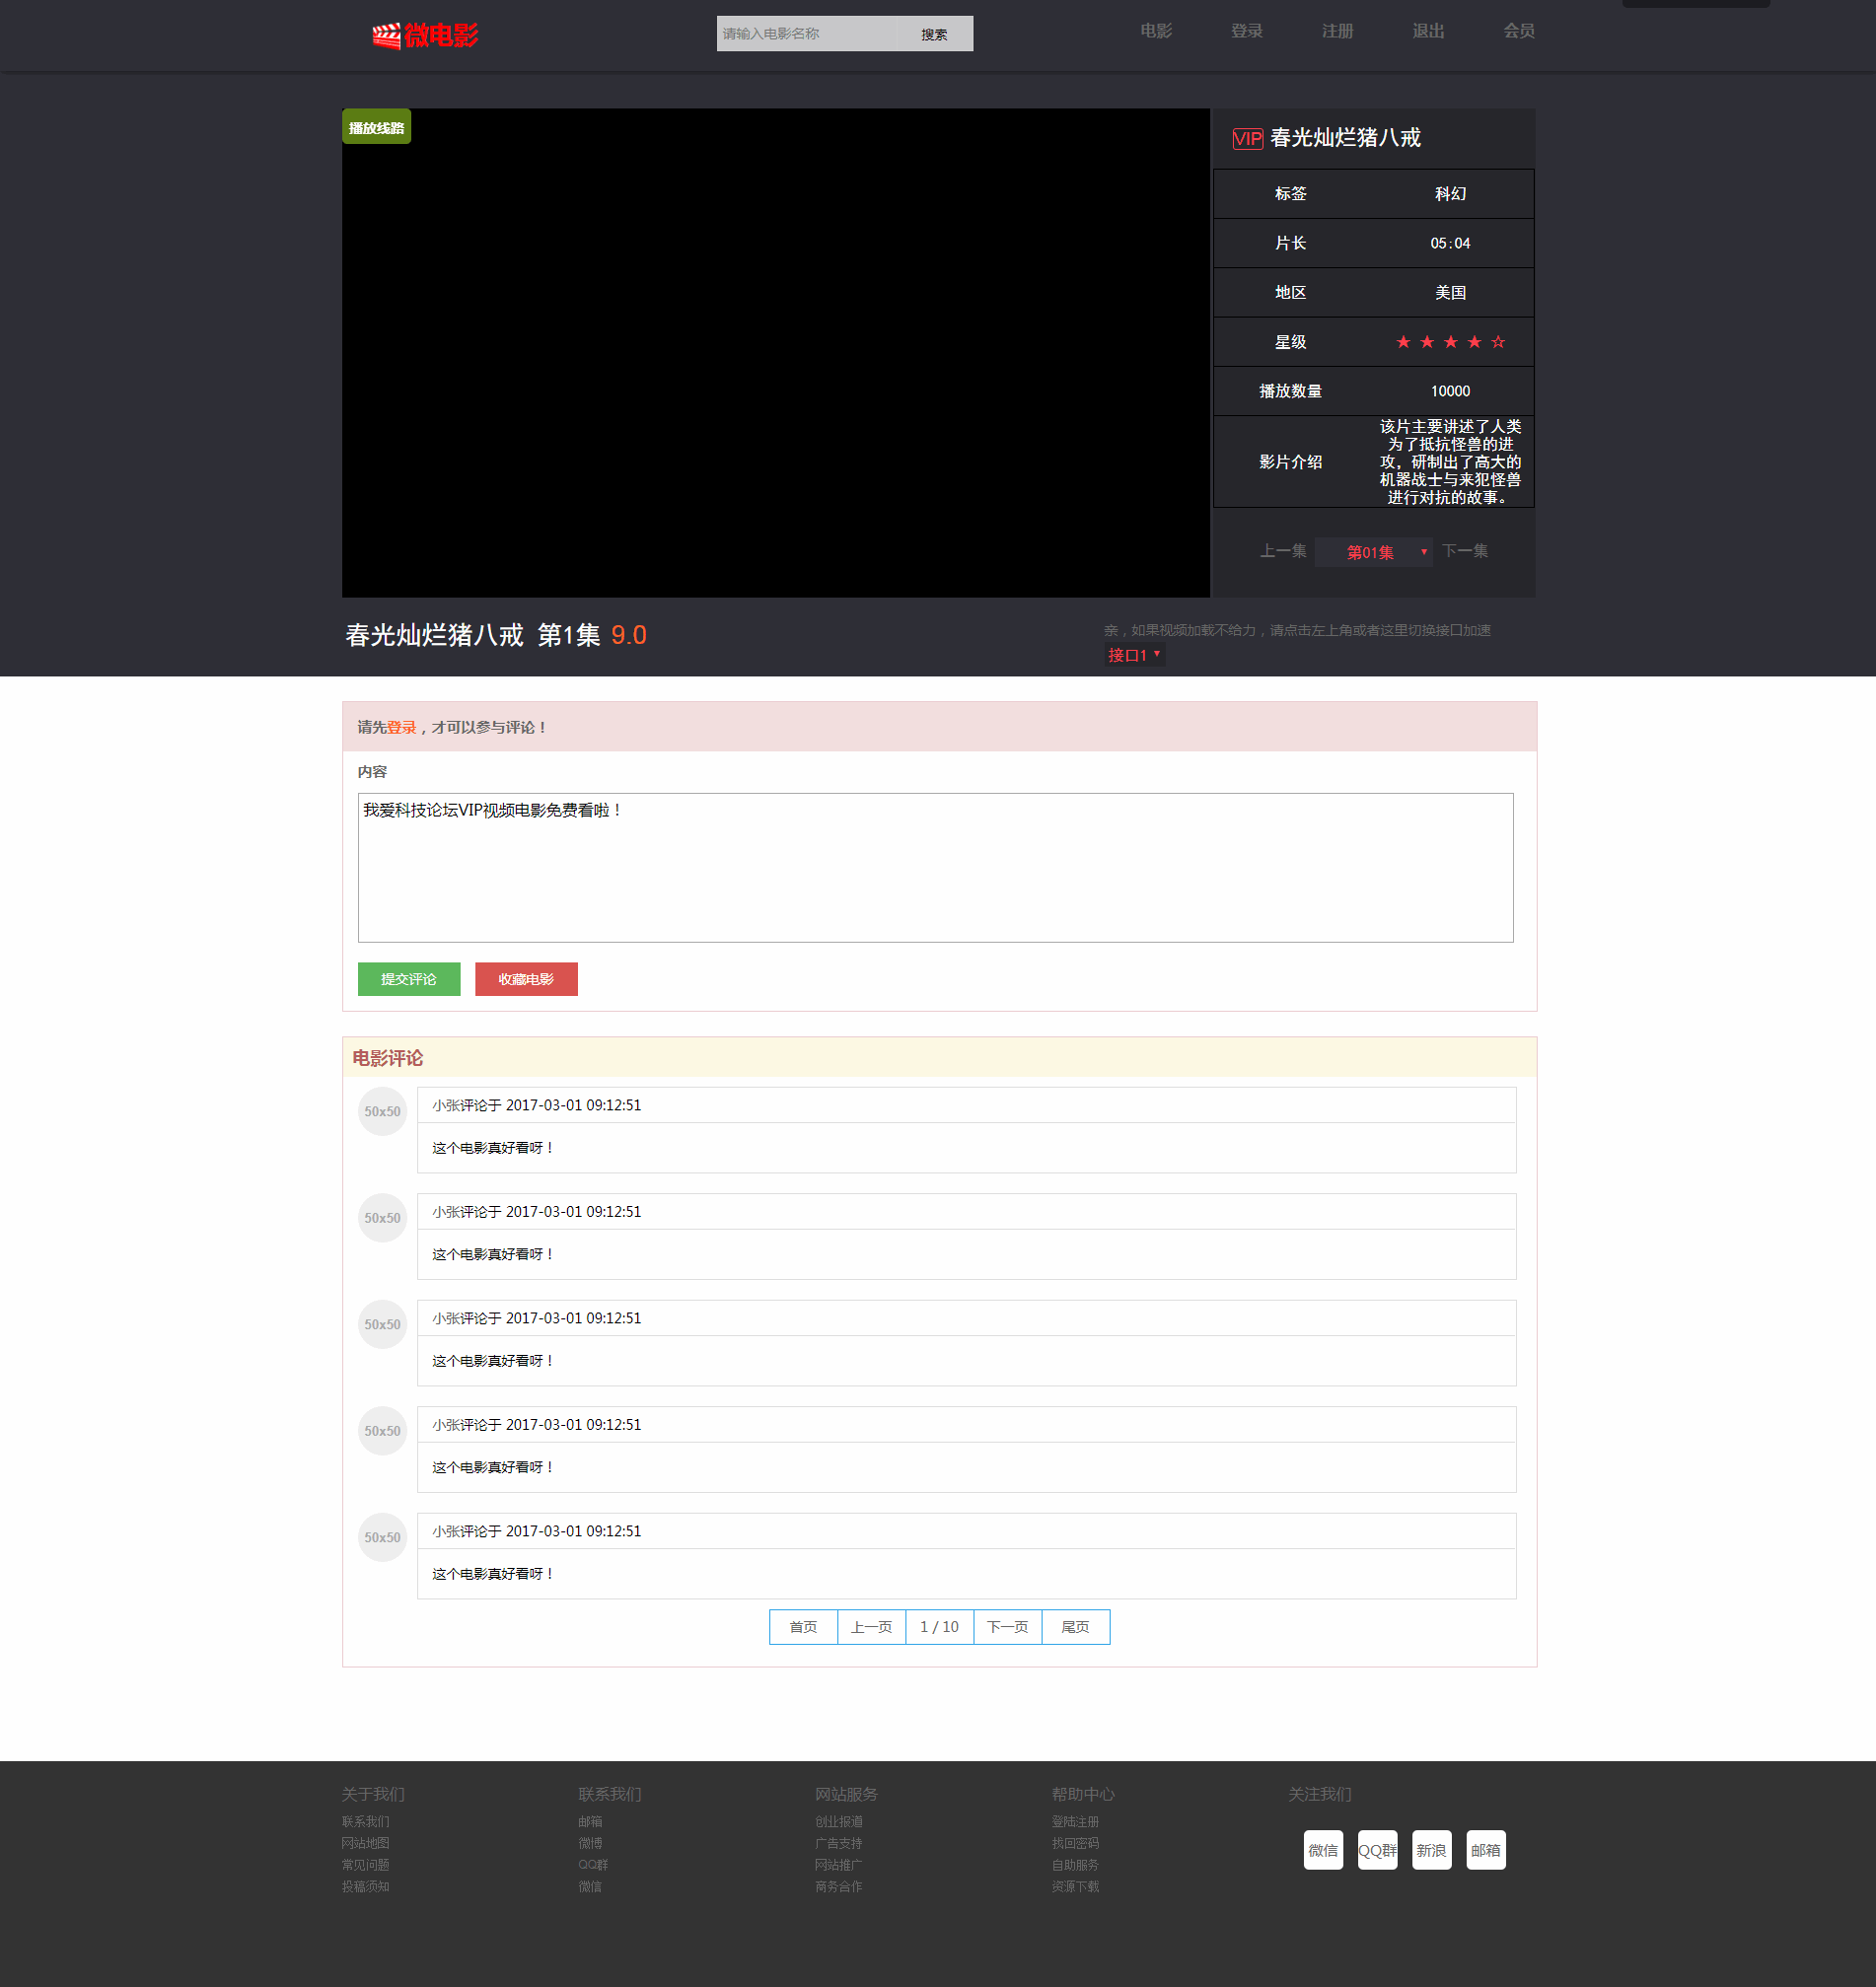 微电影
请输入电影名称 搜索
电影 登录 注册 退出 会员
播放线路
VIP 春光灿烂猪八戒
标签 科幻
片长 05:04
地区 美国
星级 ★ ★ ★ ★ ☆
播放数量 10000
影片介绍
该片主要讲述了人类
为了抵抗怪兽的进
攻，研制出了高大的
机器战士与来犯怪兽
进行对抗的故事。
上一集 第01集 ▼ 下一集
春光灿烂猪八戒 第1集 9.0
亲，如果视频加载不给力，请点击左上角或者这里切换接口加速
接口1 ▼
请先登录，才可以参与评论！
内容
我爱科技论坛VIP视频电影免费看啦！
提交评论 收藏电影
电影评论
50x50
小张评论于 2017-03-01 09:12:51
这个电影真好看呀！
50x50
小张评论于 2017-03-01 09:12:51
这个电影真好看呀！
50x50
小张评论于 2017-03-01 09:12:51
这个电影真好看呀！
50x50
小张评论于 2017-03-01 09:12:51
这个电影真好看呀！
50x50
小张评论于 2017-03-01 09:12:51
这个电影真好看呀！
首页 上一页 1 / 10 下一页 尾页
关于我们
联系我们
网站地图
常见问题
投稿须知
联系我们
邮箱
微博
QQ群
微信
网站服务
创业报道
广告支持
网站推广
商务合作
帮助中心
登陆注册
找回密码
自助服务
资源下载
关注我们
微信 QQ群 新浪 邮箱